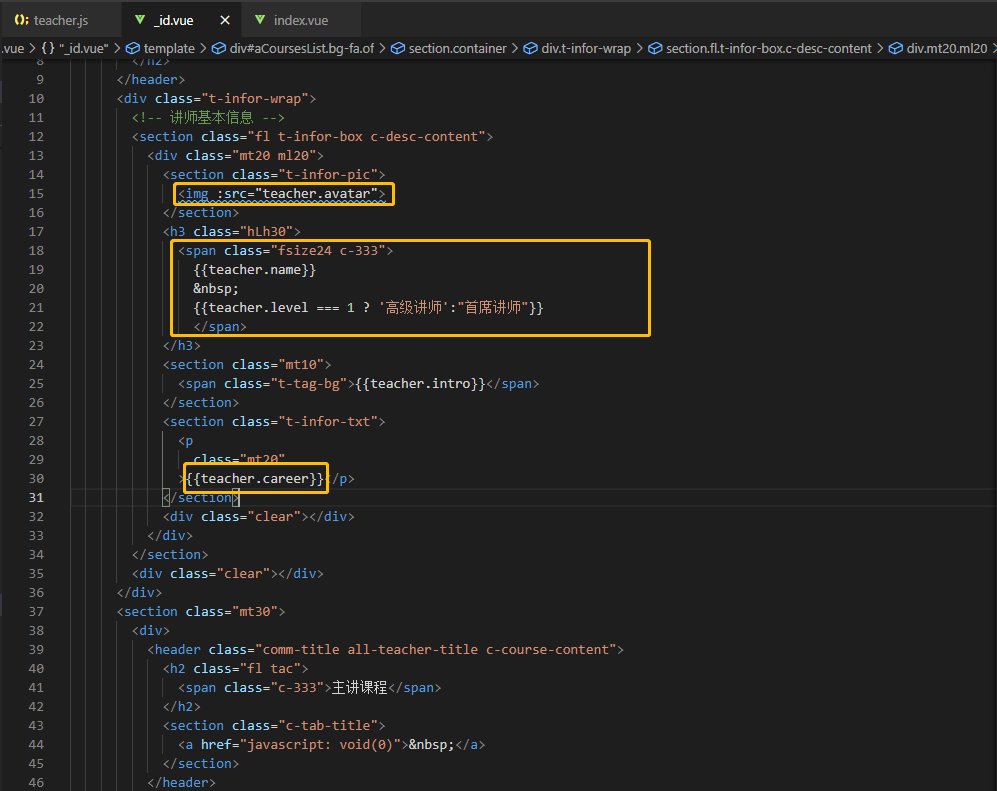 teacher.js _id.vue × index.vue
.vue > {} "_id.vue" > template > div#aCoursesList.bg-fa.of > section.container > div.t-infor-wrap > section.fl.t-infor-box.c-desc-content > div.mt20.ml20 >
8 </h2>
9 </header>
10 <div class="t-infor-wrap">
11 <!-- 讲师基本信息 -->
12 <section class="fl t-infor-box c-desc-content">
13 <div class="mt20 ml20">
14 <section class="t-infor-pic">
15 <img :src="teacher.avatar">
16 </section>
17 <h3 class="hLh30">
18 <span class="fsize24 c-333">
19 {{teacher.name}}
20 &nbsp;
21 {{teacher.level === 1 ? '高级讲师':"首席讲师"}}
22 </span>
23 </h3>
24 <section class="mt10">
25 <span class="t-tag-bg">{{teacher.intro}}</span>
26 </section>
27 <section class="t-infor-txt">
28 <p
29 class="mt20"
30 >{{teacher.career}}</p>
31 </section>
32 <div class="clear"></div>
33 </div>
34 </section>
35 <div class="clear"></div>
36 </div>
37 <section class="mt30">
38 <div>
39 <header class="comm-title all-teacher-title c-course-content">
40 <h2 class="fl tac">
41 <span class="c-333">主讲课程</span>
42 </h2>
43 <section class="c-tab-title">
44 <a href="javascript: void(0)">&nbsp;</a>
45 </section>
46 </header>